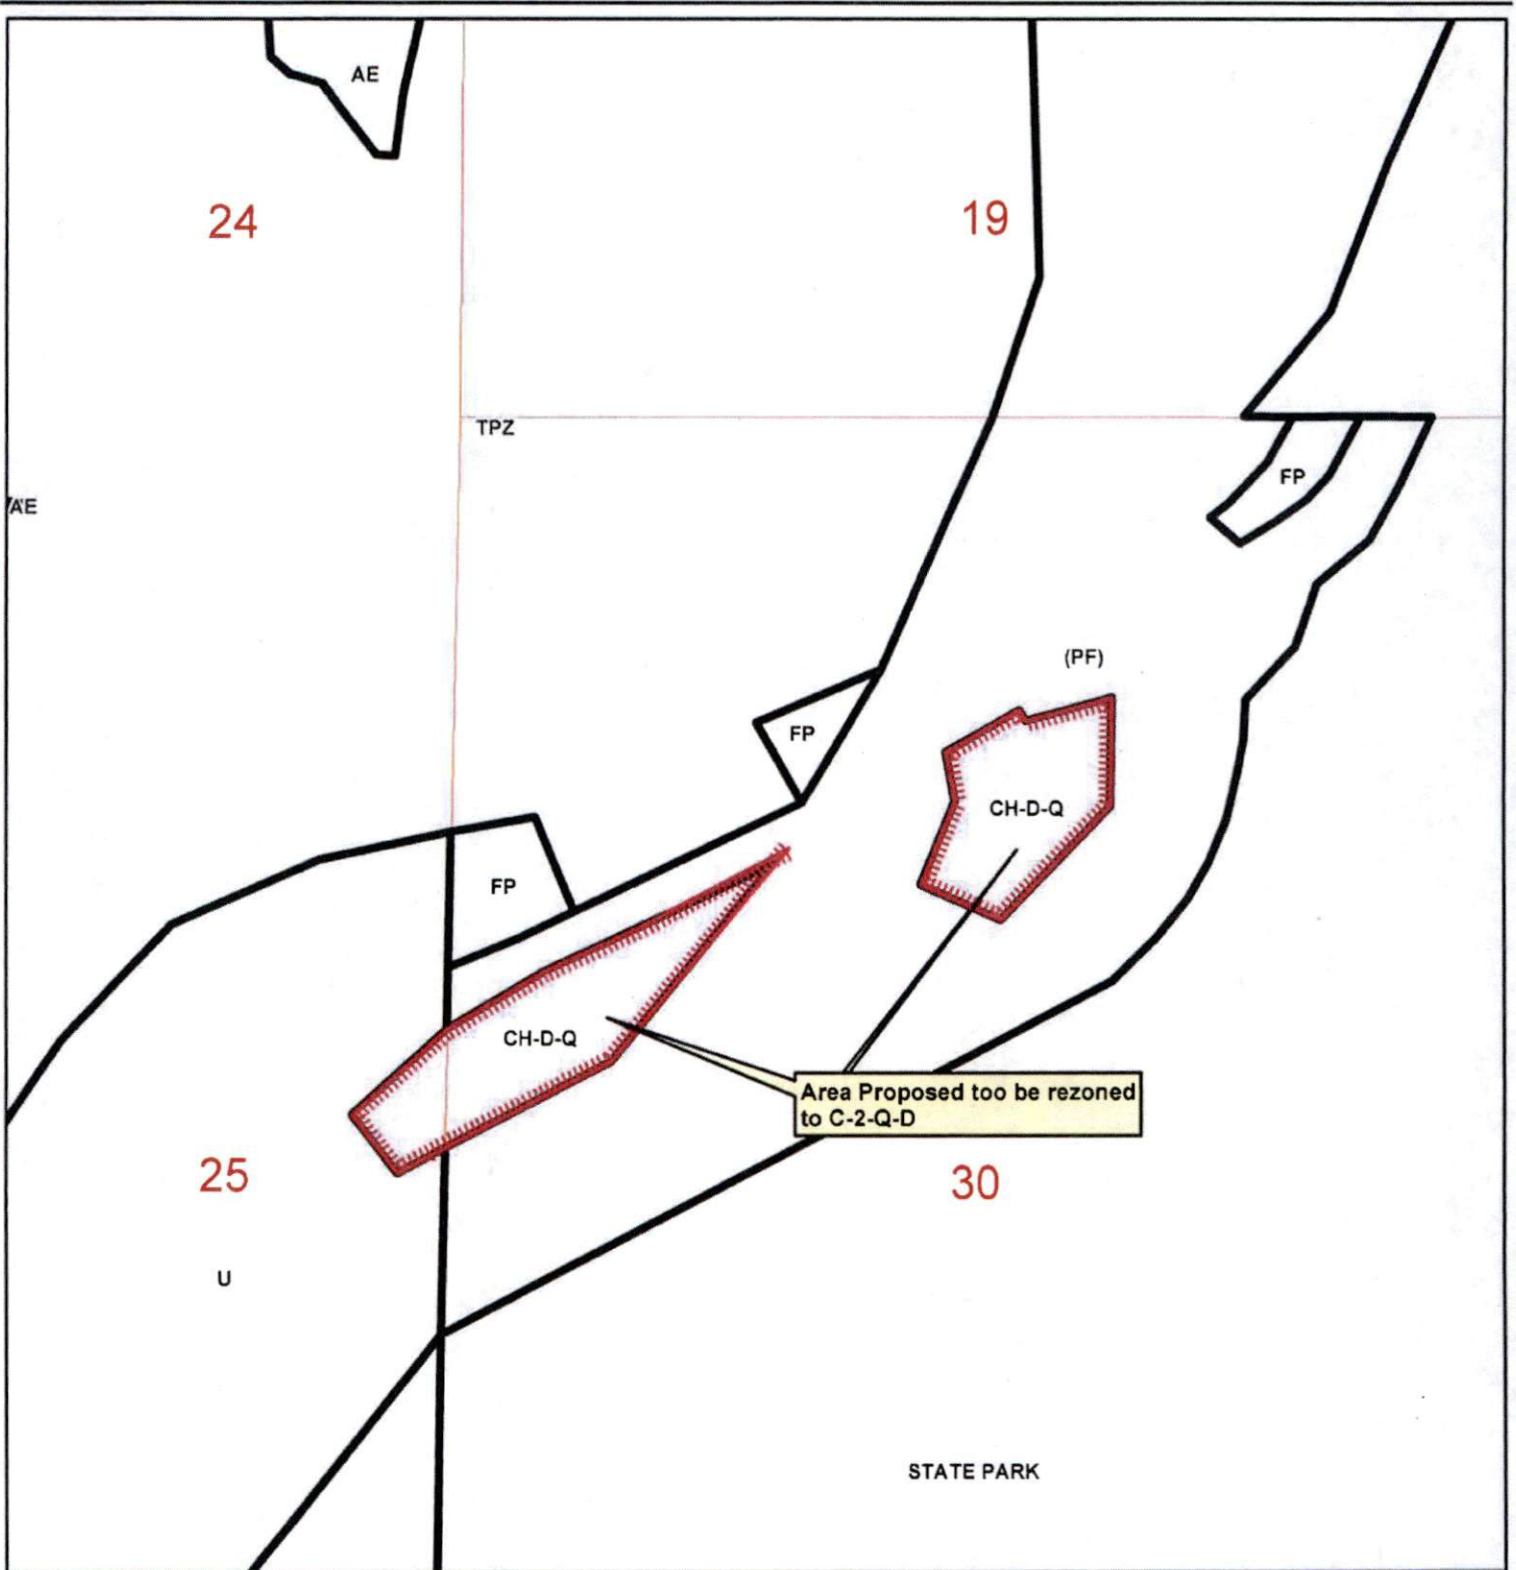 AE
24
19
TPZ
FP
AE
(PF)
FP
CH-D-Q
FP
CH-D-Q
Area Proposed too be rezoned
to C-2-Q-D
25
30
U
STATE PARK